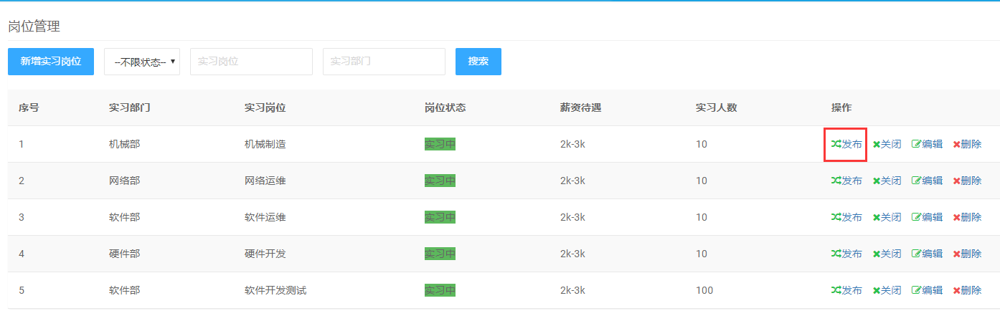 岗位管理
新增实习岗位 --不限状态-- 实习岗位 实习部门 搜索
序号 实习部门 实习岗位 岗位状态 薪资待遇 实习人数 操作
1 机械部 机械制造 实习中 2k-3k 10 发布 关闭 编辑 删除
2 网络部 网络运维 实习中 2k-3k 10 发布 关闭 编辑 删除
3 软件部 软件运维 实习中 2k-3k 10 发布 关闭 编辑 删除
4 硬件部 硬件开发 实习中 2k-3k 10 发布 关闭 编辑 删除
5 软件部 软件开发测试 实习中 2k-3k 100 发布 关闭 编辑 删除